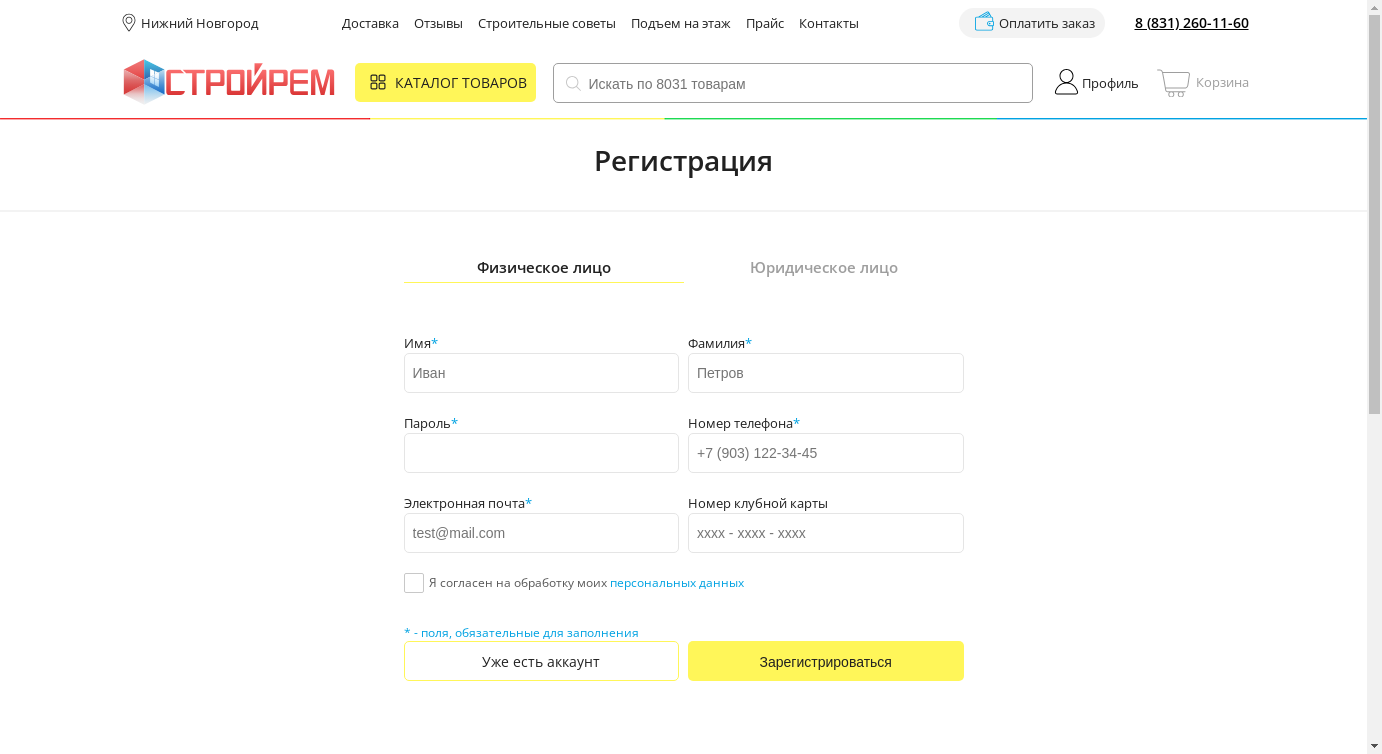 Нижний Новгород
Доставка Отзывы Строительные советы Подъем на этаж Прайс Контакты
Оплатить заказ
8 (831) 260-11-60
СТРОЙРЕМ
КАТАЛОГ ТОВАРОВ
Искать по 8031 товарам
Профиль
Корзина
Регистрация
Физическое лицо
Юридическое лицо
Имя*
Фамилия*
Иван
Петров
Пароль*
Номер телефона*
+7 (903) 122-34-45
Электронная почта*
Номер клубной карты
test@mail.com
xxxx - xxxx - xxxx
Я согласен на обработку моих персональных данных
* - поля, обязательные для заполнения
Уже есть аккаунт
Зарегистрироваться